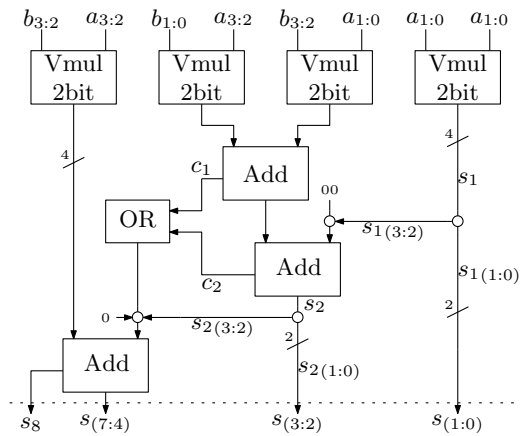 b3:2 a3:2 b1:0 a3:2 b3:2 a1:0 a1:0 a1:0
Vmul Vmul Vmul Vmul
2bit 2bit 2bit 2bit
4 4
c1 Add s1
00
OR s1(3:2)
Add s1(1:0)
c2
s2
0 s2(3:2) 2
2
Add s2(1:0)
s8 s(7:4) s(3:2) s(1:0)